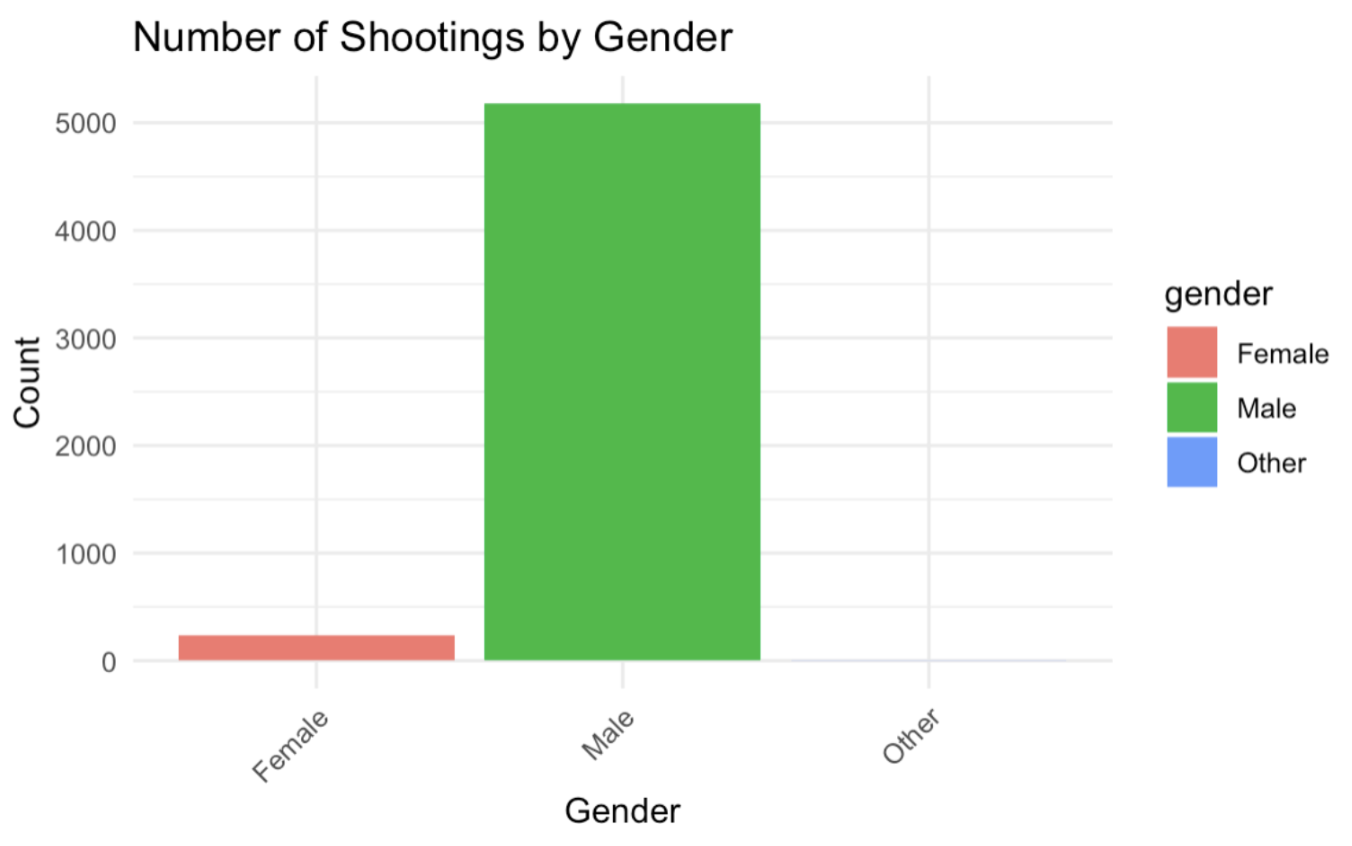 Number of Shootings by Gender
5000
4000
3000
2000
1000
0
Count
Female
Male
Other
Gender
gender
Female
Male
Other